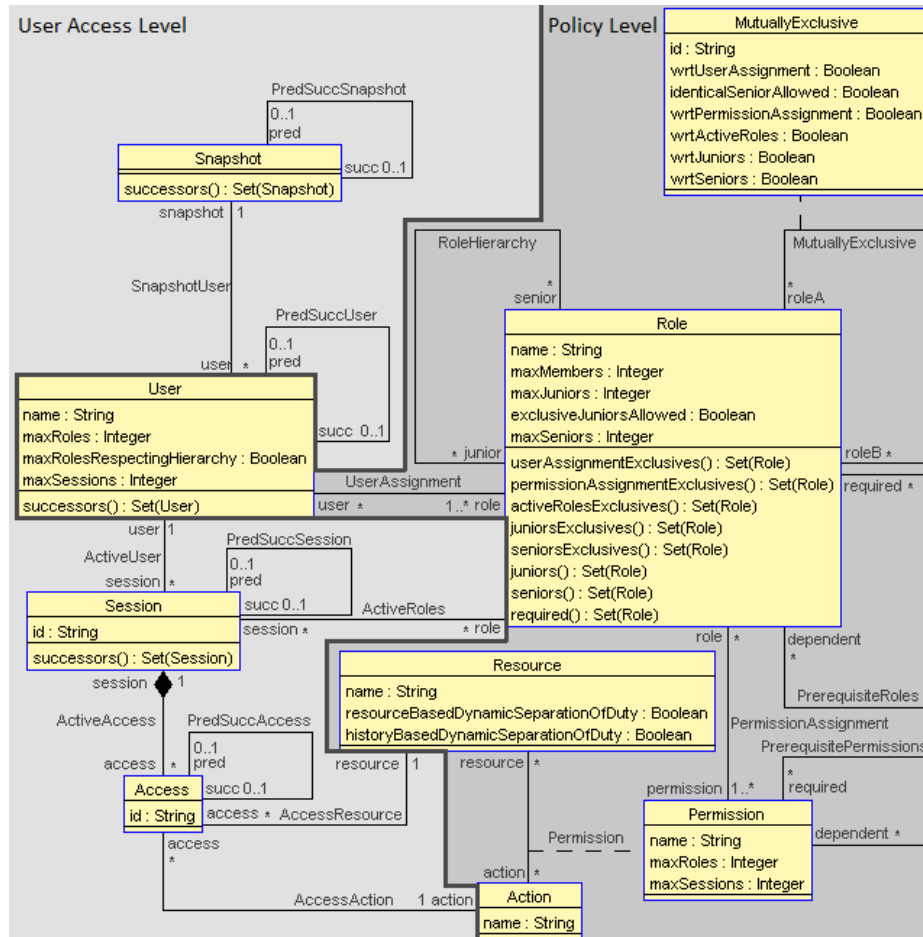 User Access Level
Policy Level
MutuallyExclusive
id : String
wrtUserAssignment : Boolean
identicalSeniorAllowed : Boolean
wrtPermissionAssignment : Boolean
wrtActiveRoles : Boolean
wrtJuniors : Boolean
wrtSeniors : Boolean
PredSuccSnapshot
0..1
pred
Snapshot
succ 0..1
successors() : Set(Snapshot)
snapshot 1
SnapshotUser
RoleHierarchy
MutuallyExclusive
*
senior
*
roleA
PredSuccUser
0..1
pred
user *
User
name : String
maxRoles : Integer
maxRolesRespectingHierarchy : Boolean
maxSessions : Integer
successors() : Set(User)
succ 0..1
Role
name : String
maxMembers : Integer
maxJuniors : Integer
exclusiveJuniorsAllowed : Boolean
maxSeniors : Integer
userAssignmentExclusives() : Set(Role)
permissionAssignmentExclusives() : Set(Role)
activeRolesExclusives() : Set(Role)
juniorsExclusives() : Set(Role)
seniorsExclusives() : Set(Role)
juniors() : Set(Role)
seniors() : Set(Role)
required() : Set(Role)
* junior
roleB *
required *
UserAssignment
user * 1..* role
user 1
ActiveUser
session *
PredSuccSession
0..1
pred
succ 0..1
Session
id : String
successors() : Set(Session)
ActiveRoles
session * * role
session 1
ActiveAccess
access *
PredSuccAccess
0..1
pred
succ 0..1
Access
id : String
access * AccessResource
access
*
Resource
name : String
resourceBasedDynamicSeparationOfDuty : Boolean
historyBasedDynamicSeparationOfDuty : Boolean
resource 1
resource *
role *
dependent
*
PrerequisiteRoles
PermissionAssignment
PrerequisitePermissions
*
required
permission 1..*
Permission
name : String
maxRoles : Integer
maxSessions : Integer
dependent *
Permission
action *
AccessAction 1 action
Action
name : String